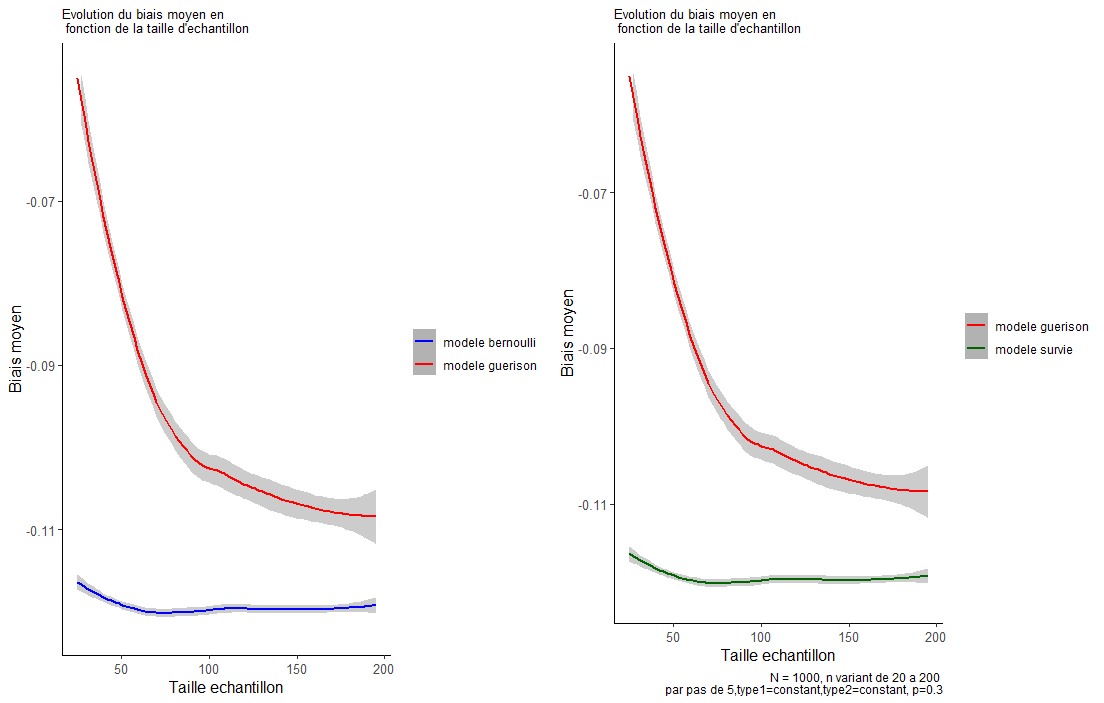 Evolution du biais moyen en
fonction de la taille d'echantillon
-0.07
-0.09
-0.11
Biais moyen
50
100
150
200
Taille echantillon
modele bernoulli
modele guerison
Evolution du biais moyen en
fonction de la taille d'echantillon
-0.07
-0.09
-0.11
Biais moyen
50
100
150
200
Taille echantillon
modele guerison
modele survie
N = 1000, n variant de 20 a 200
par pas de 5,type1=constant,type2=constant, p=0.3